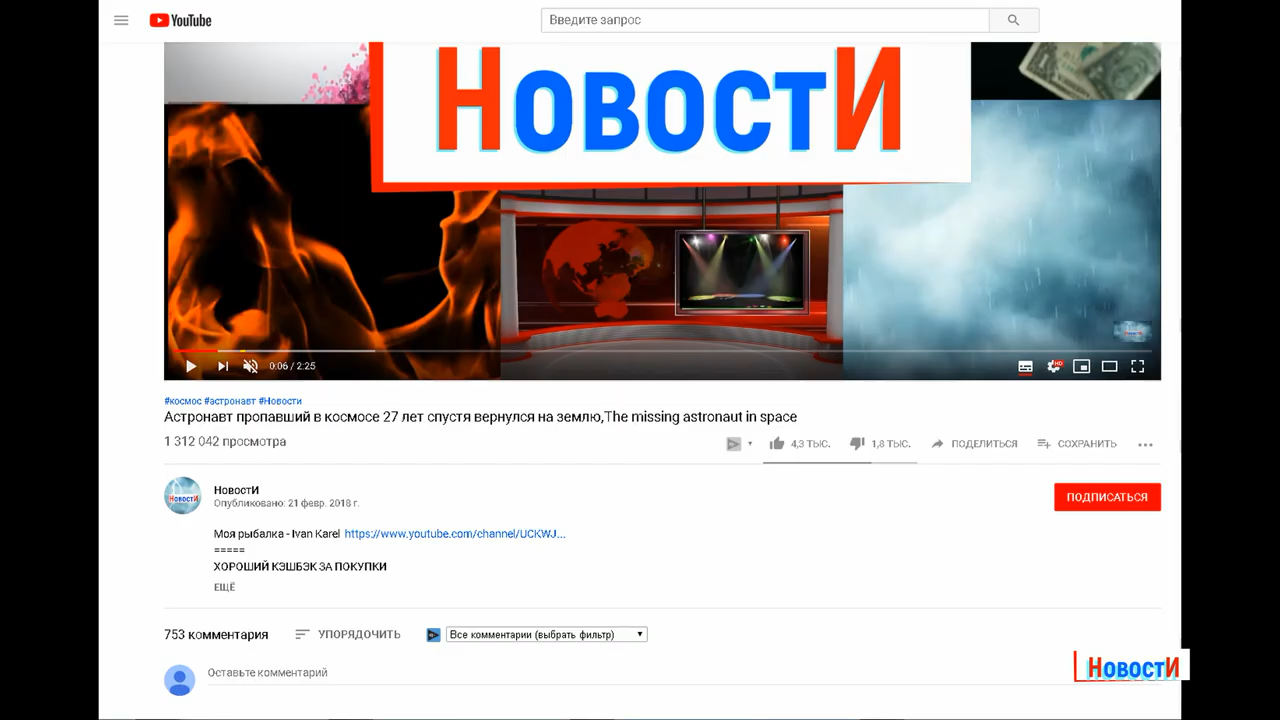 YouTube
Введите запрос
НовостИ
НовостИ
0:06 / 2:25
HD
#космос #астронавт #Новости
Астронавт пропавший в космосе 27 лет спустя вернулся на землю,The missing astronaut in space
1 312 042 просмотра
4,3 ТЫС.
1,8 ТЫС.
ПОДЕЛИТЬСЯ
СОХРАНИТЬ
НовостИ
НовостИ
Опубликовано: 21 февр. 2018 г.
ПОДПИСАТЬСЯ
Моя рыбалка - Ivan Karel https://www.youtube.com/channel/UCKWJ...
=====
ХОРОШИЙ КЭШБЭК ЗА ПОКУПКИ
ЕЩЁ
753 комментария
УПОРЯДОЧИТЬ
Все комментарии (выбрать фильтр)
Оставьте комментарий
НовостИ